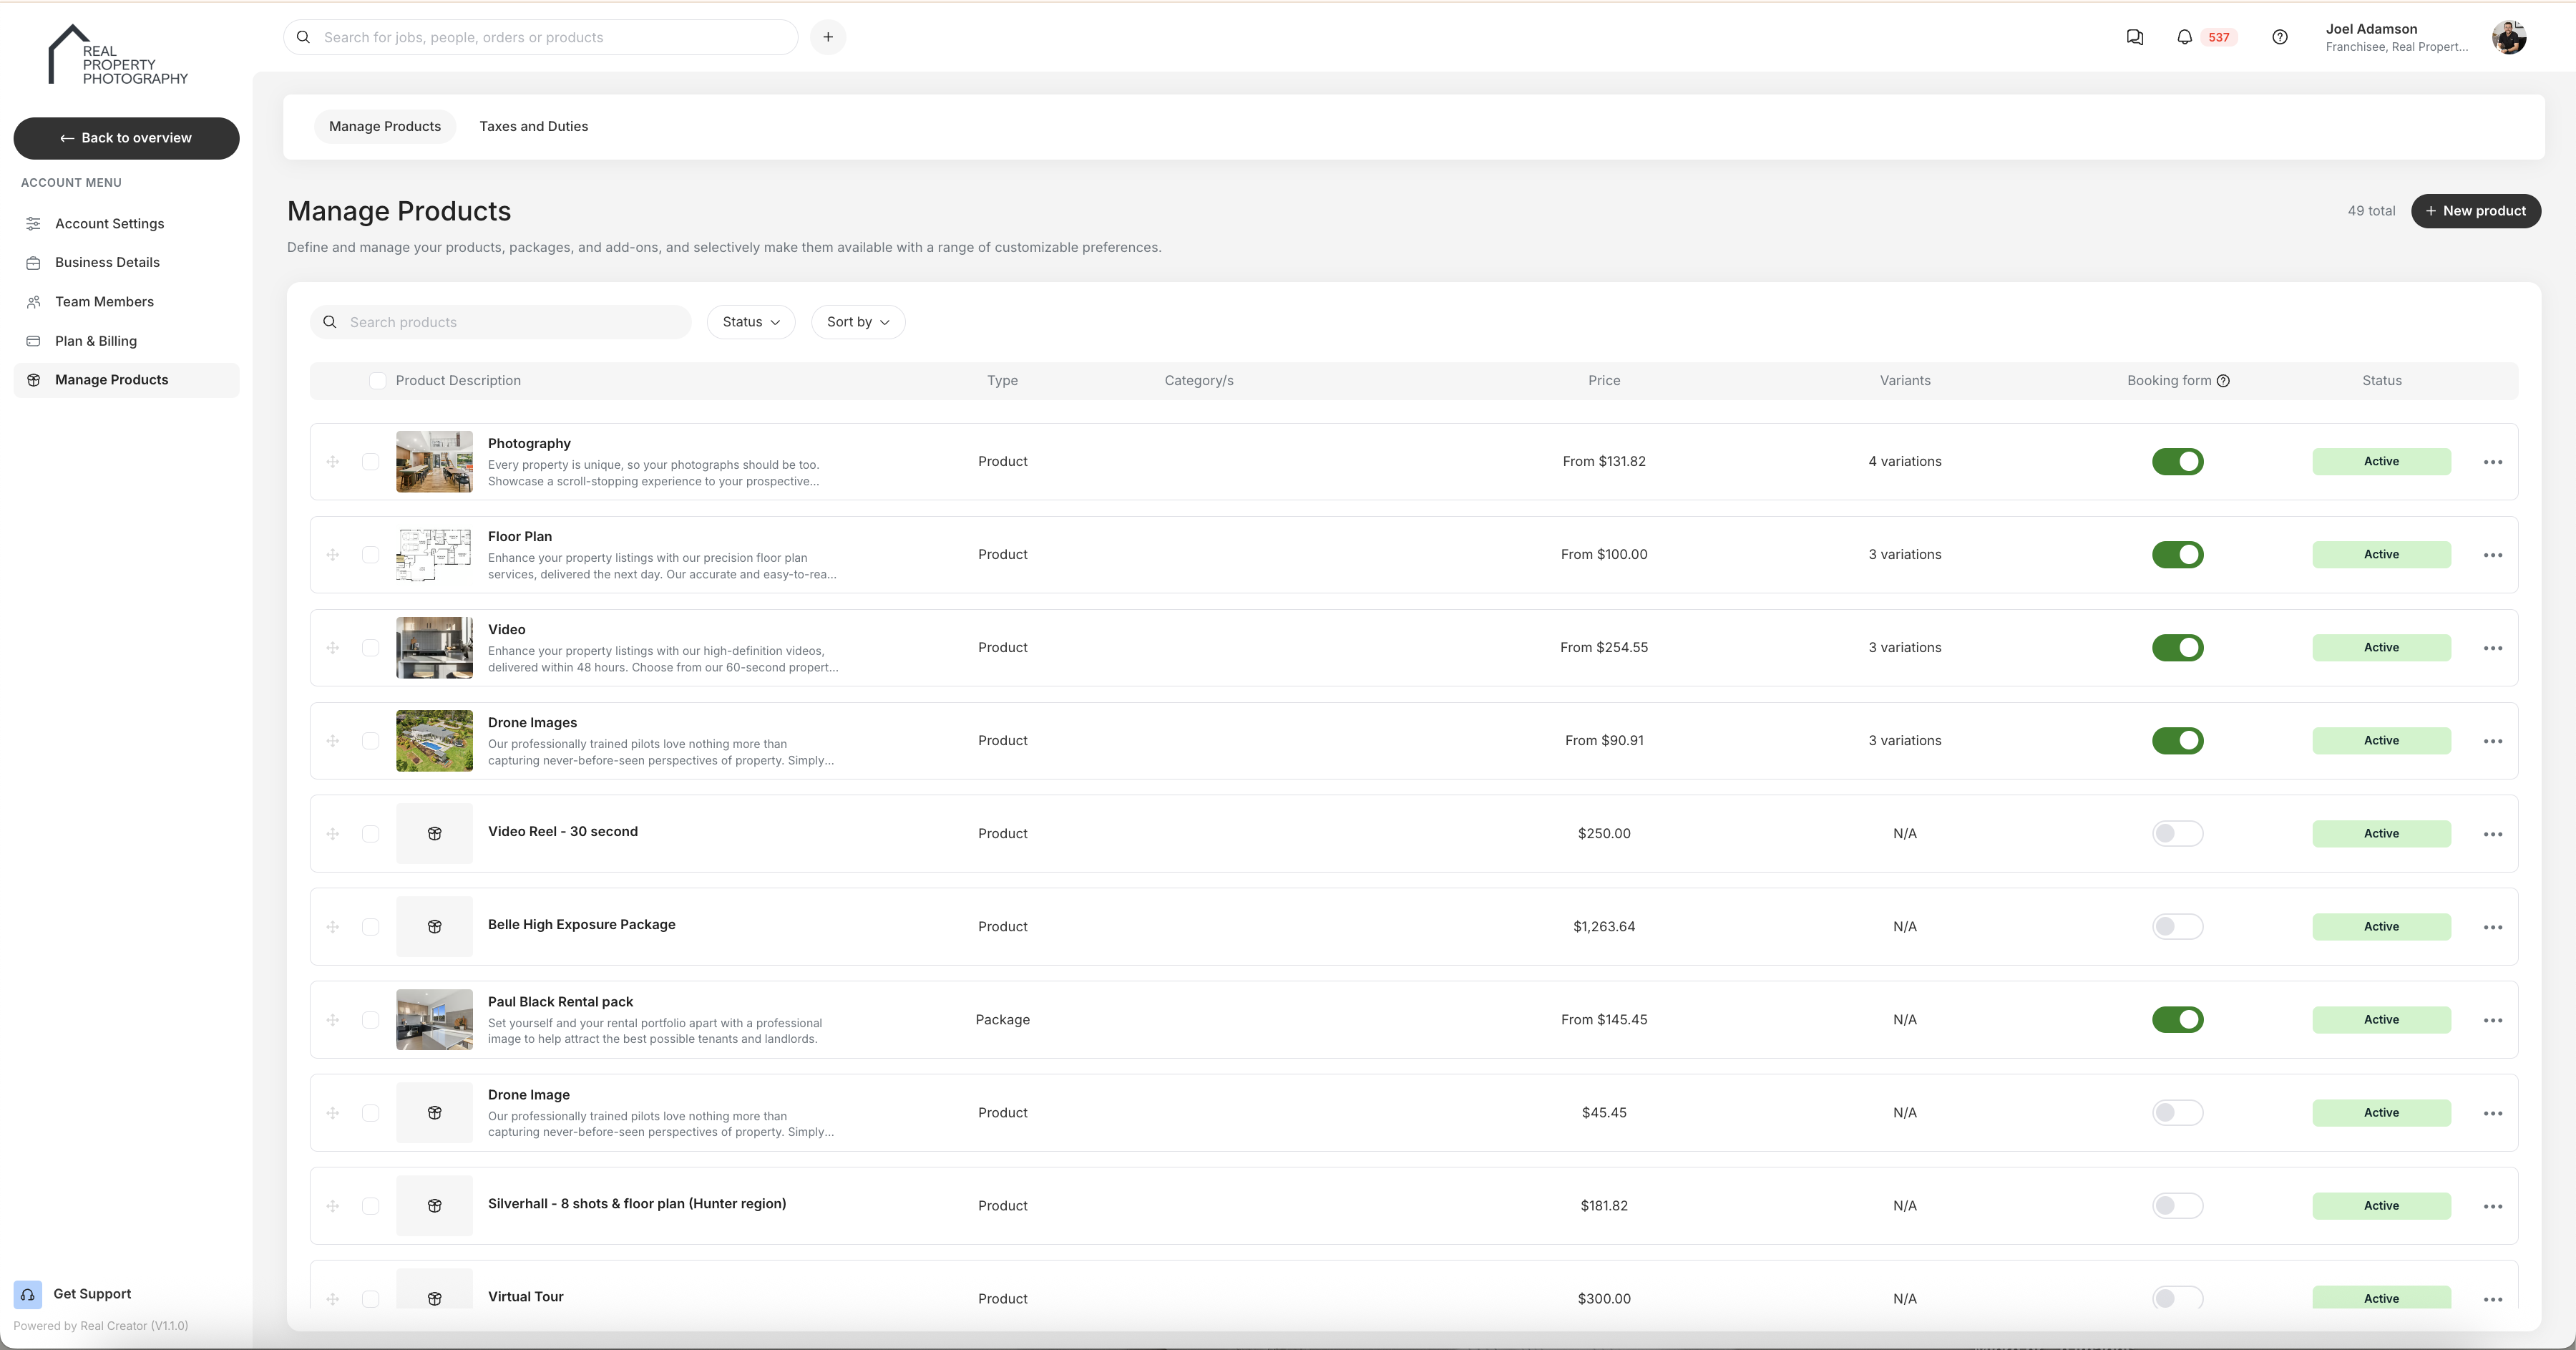 REAL
PROPERTY
PHOTOGRAPHY
Search for jobs, people, orders or products
537
Joel Adamson
Franchisee, Real Propert...
Back to overview
ACCOUNT MENU
Account Settings
Business Details
Team Members
Plan & Billing
Manage Products
Manage Products
Taxes and Duties
Manage Products
49 total
+ New product
Define and manage your products, packages, and add-ons, and selectively make them available with a range of customizable preferences.
Search products
Status
Sort by
Product Description
Type
Category/s
Price
Variants
Booking form
Status
Photography
Every property is unique, so your photographs should be too.
Showcase a scroll-stopping experience to your prospective...
Product
From $131.82
4 variations
Active
Floor Plan
Enhance your property listings with our precision floor plan
services, delivered the next day. Our accurate and easy-to-rea...
Product
From $100.00
3 variations
Active
Video
Enhance your property listings with our high-definition videos,
delivered within 48 hours. Choose from our 60-second propert...
Product
From $254.55
3 variations
Active
Drone Images
Our professionally trained pilots love nothing more than
capturing never-before-seen perspectives of property. Simply...
Product
From $90.91
3 variations
Active
Video Reel - 30 second
Product
$250.00
N/A
Active
Belle High Exposure Package
Product
$1,263.64
N/A
Active
Paul Black Rental pack
Set yourself and your rental portfolio apart with a professional
image to help attract the best possible tenants and landlords.
Package
From $145.45
N/A
Active
Drone Image
Our professionally trained pilots love nothing more than
capturing never-before-seen perspectives of property. Simply...
Product
$45.45
N/A
Active
Silverhall - 8 shots & floor plan (Hunter region)
Product
$181.82
N/A
Active
Virtual Tour
Product
$300.00
N/A
Active
Get Support
Powered by Real Creator (V1.1.0)